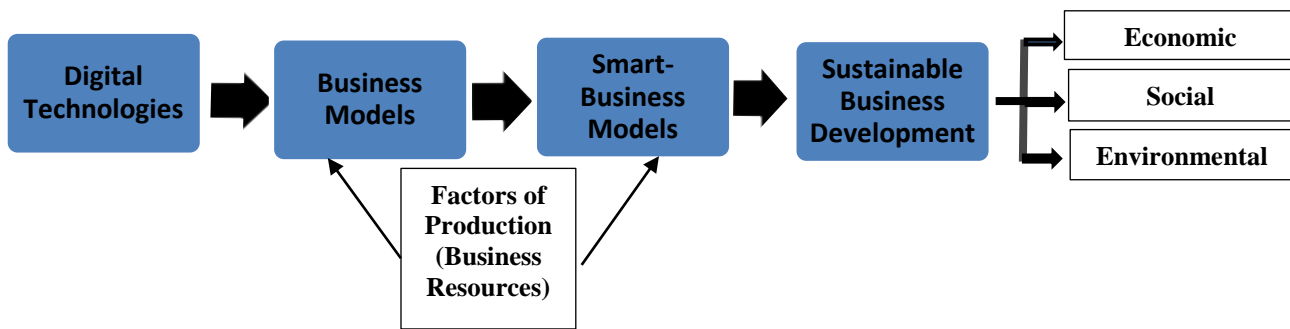 Digital
Technologies
Business
Models
Smart-
Business
Models
Sustainable
Business
Development
Economic
Social
Environmental
Factors of
Production
(Business
Resources)